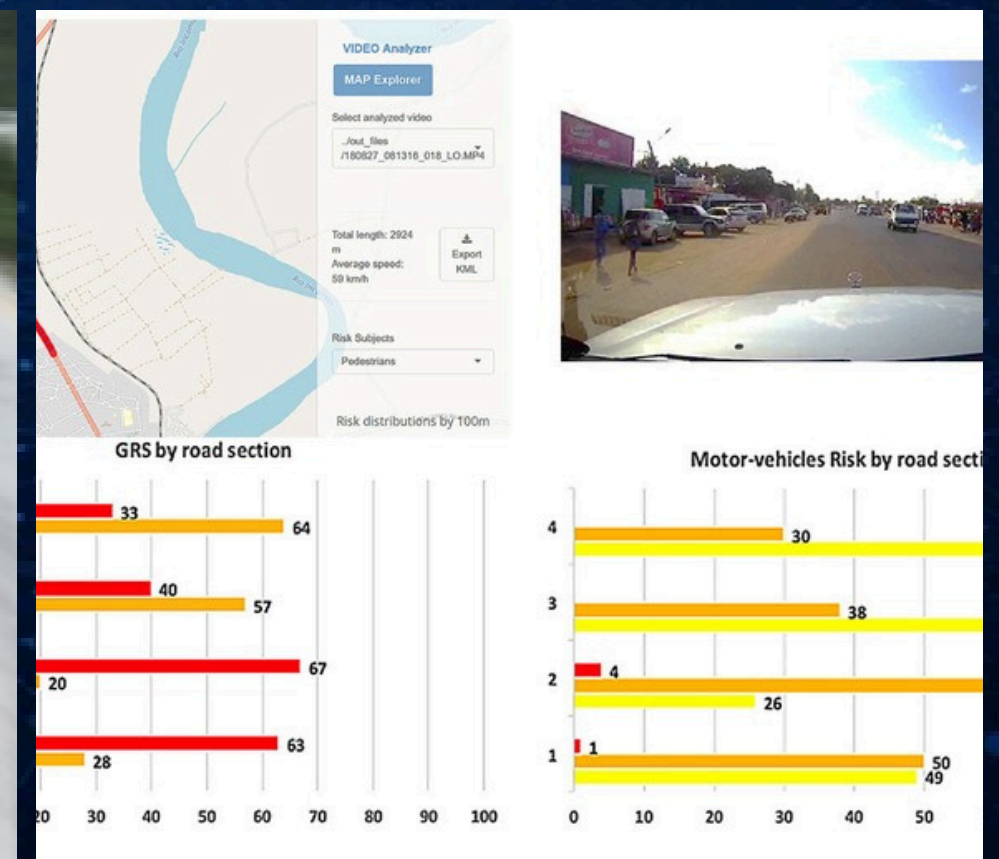 VIDEO Analyzer
MAP Explorer
Select analyzed video
../out_files
/180827_081316_018_LO.MP4
Total length: 2924
m
Average speed:
59 km/h
Export
KML
Risk Subjects
Pedestrians
Risk distributions by 100m
GRS by road section
33
64
40
57
67
20
63
28
20 30 40 50 60 70 80 90 100
Motor-vehicles Risk by road secti
4
30
3
38
4
2
26
1
1
50
49
0 10 20 30 40 50